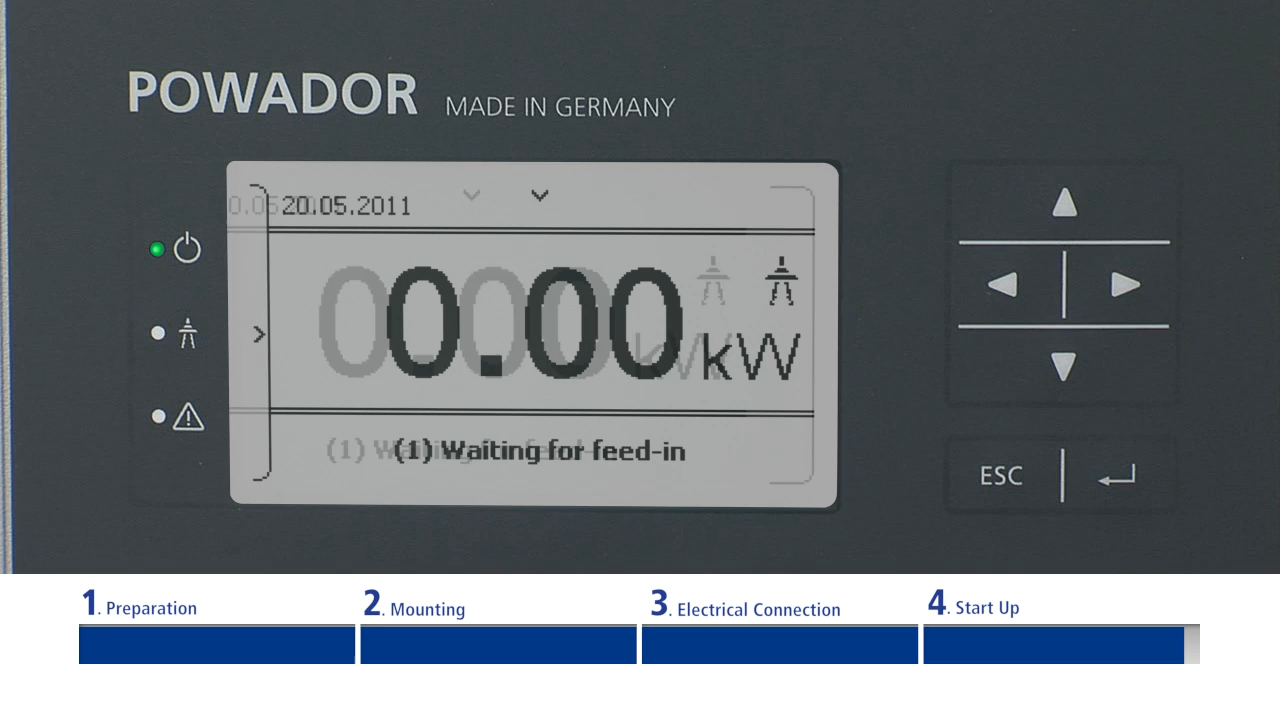 POWADOR MADE IN GERMANY
20.05.2011
0.00 kW
(1) Waiting for feed-in
ESC
1. Preparation
2. Mounting
3. Electrical Connection
4. Start Up